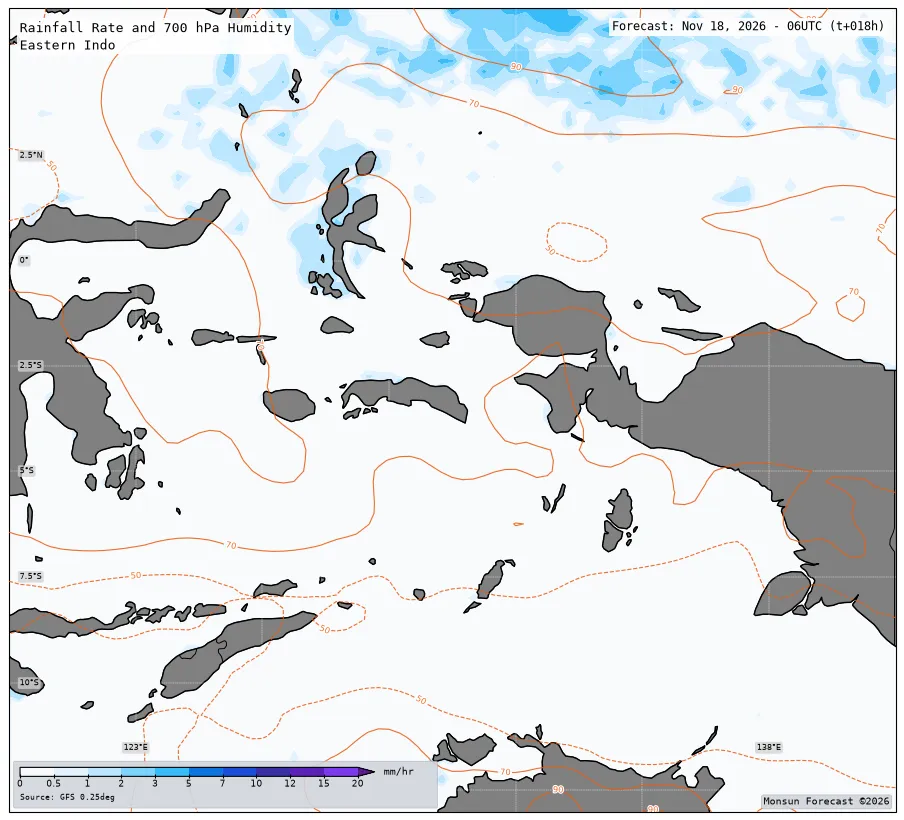 Rainfall Rate and 700 hPa Humidity
Eastern Indo
Forecast: Nov 18, 2026 - 06UTC (t+018h)
90
70
90
2.5°N
50
70
50
0°
70
2.5°S
5°S
70
50
7.5°S
50
10°S
50
123°E
138°E
70
90
90
0 0.5 1 2 3 5 7 10 12 15 20 mm/hr
Source: GFS 0.25deg
Monsun Forecast ©2026